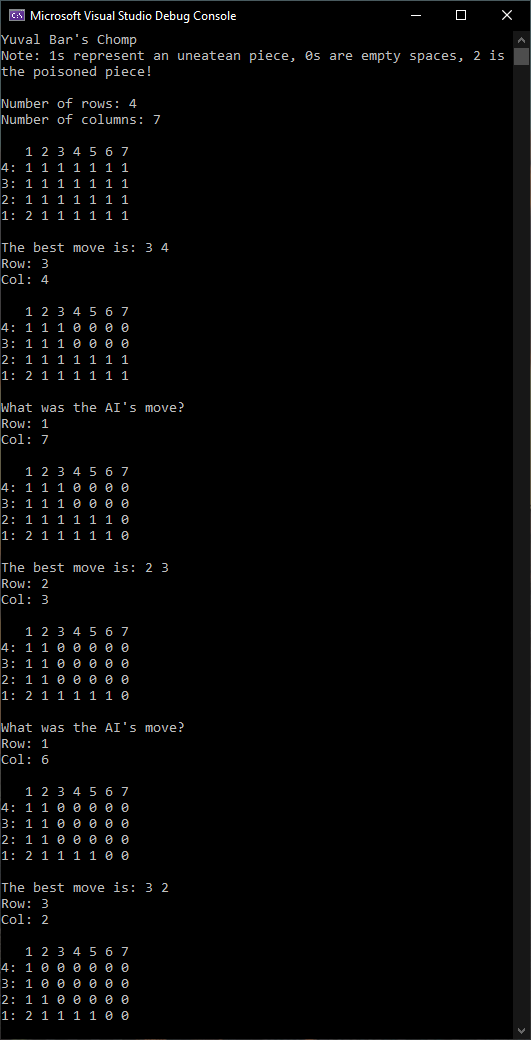 Microsoft Visual Studio Debug Console
Yuval Bar's Chomp
Note: 1s represent an uneatean piece, 0s are empty spaces, 2 is
the poisoned piece!
Number of rows: 4
Number of columns: 7
1 2 3 4 5 6 7
4: 1 1 1 1 1 1 1
3: 1 1 1 1 1 1 1
2: 1 1 1 1 1 1 1
1: 2 1 1 1 1 1 1
The best move is: 3 4
Row: 3
Col: 4
1 2 3 4 5 6 7
4: 1 1 1 0 0 0 0
3: 1 1 1 0 0 0 0
2: 1 1 1 1 1 1 1
1: 2 1 1 1 1 1 1
What was the AI's move?
Row: 1
Col: 7
1 2 3 4 5 6 7
4: 1 1 1 0 0 0 0
3: 1 1 1 0 0 0 0
2: 1 1 1 1 1 1 0
1: 2 1 1 1 1 1 0
The best move is: 2 3
Row: 2
Col: 3
1 2 3 4 5 6 7
4: 1 1 0 0 0 0 0
3: 1 1 0 0 0 0 0
2: 1 1 0 0 0 0 0
1: 2 1 1 1 1 1 0
What was the AI's move?
Row: 1
Col: 6
1 2 3 4 5 6 7
4: 1 1 0 0 0 0 0
3: 1 1 0 0 0 0 0
2: 1 1 0 0 0 0 0
1: 2 1 1 1 1 0 0
The best move is: 3 2
Row: 3
Col: 2
1 2 3 4 5 6 7
4: 1 0 0 0 0 0 0
3: 1 0 0 0 0 0 0
2: 1 1 0 0 0 0 0
1: 2 1 1 1 1 0 0